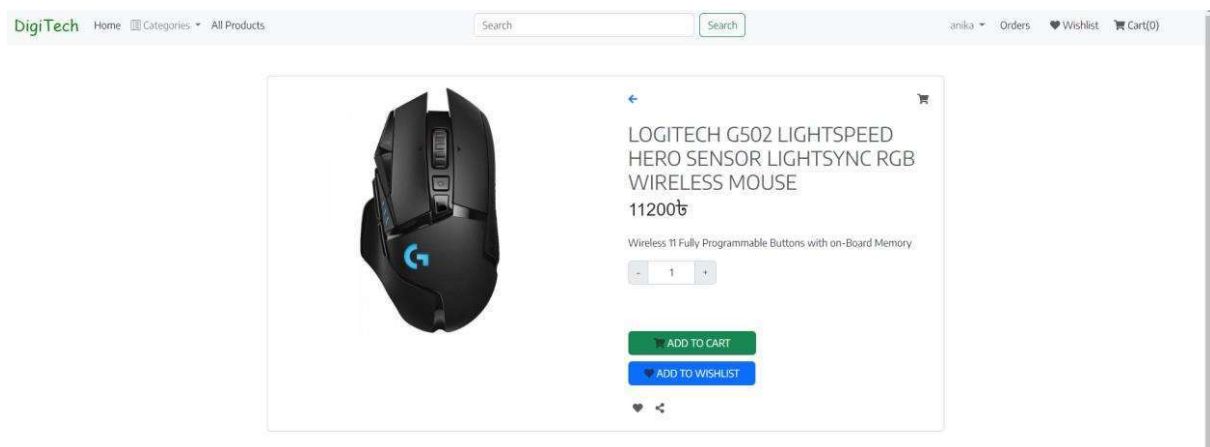 DigiTech Home Categories All Products Search Search anika Orders Wishlist Cart(0)
LOGITECH G502 LIGHTSPEED
HERO SENSOR LIGHTSYNC RGB
WIRELESS MOUSE
11200৳
Wireless 11 Fully Programmable Buttons with on-Board Memory
- 1 +
ADD TO CART
ADD TO WISHLIST